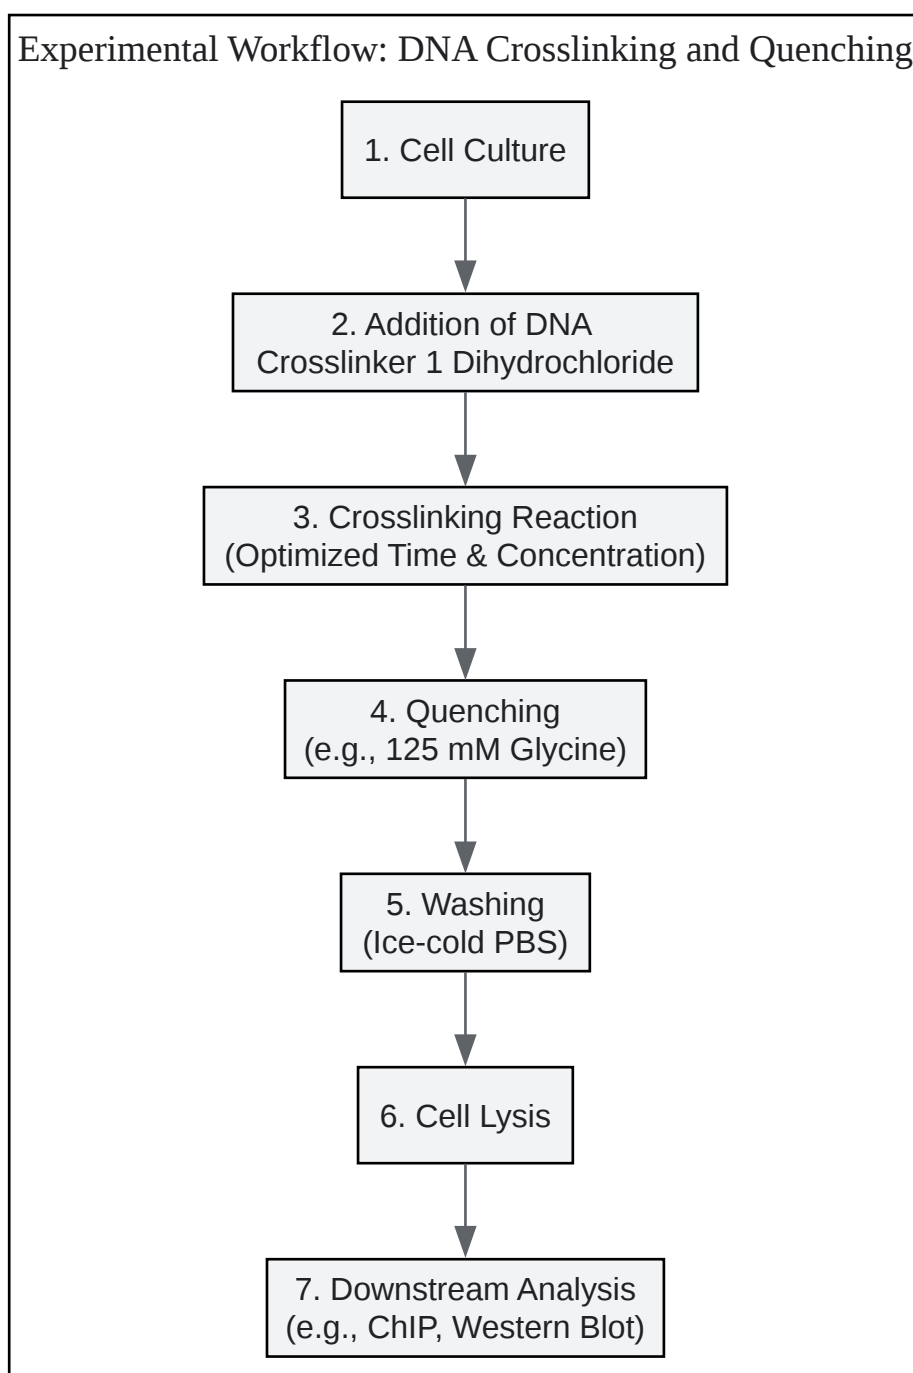 Experimental Workflow: DNA Crosslinking and Quenching
1. Cell Culture
2. Addition of DNA
Crosslinker 1 Dihydrochloride
3. Crosslinking Reaction
(Optimized Time & Concentration)
4. Quenching
(e.g., 125 mM Glycine)
5. Washing
(Ice-cold PBS)
6. Cell Lysis
7. Downstream Analysis
(e.g., ChIP, Western Blot)